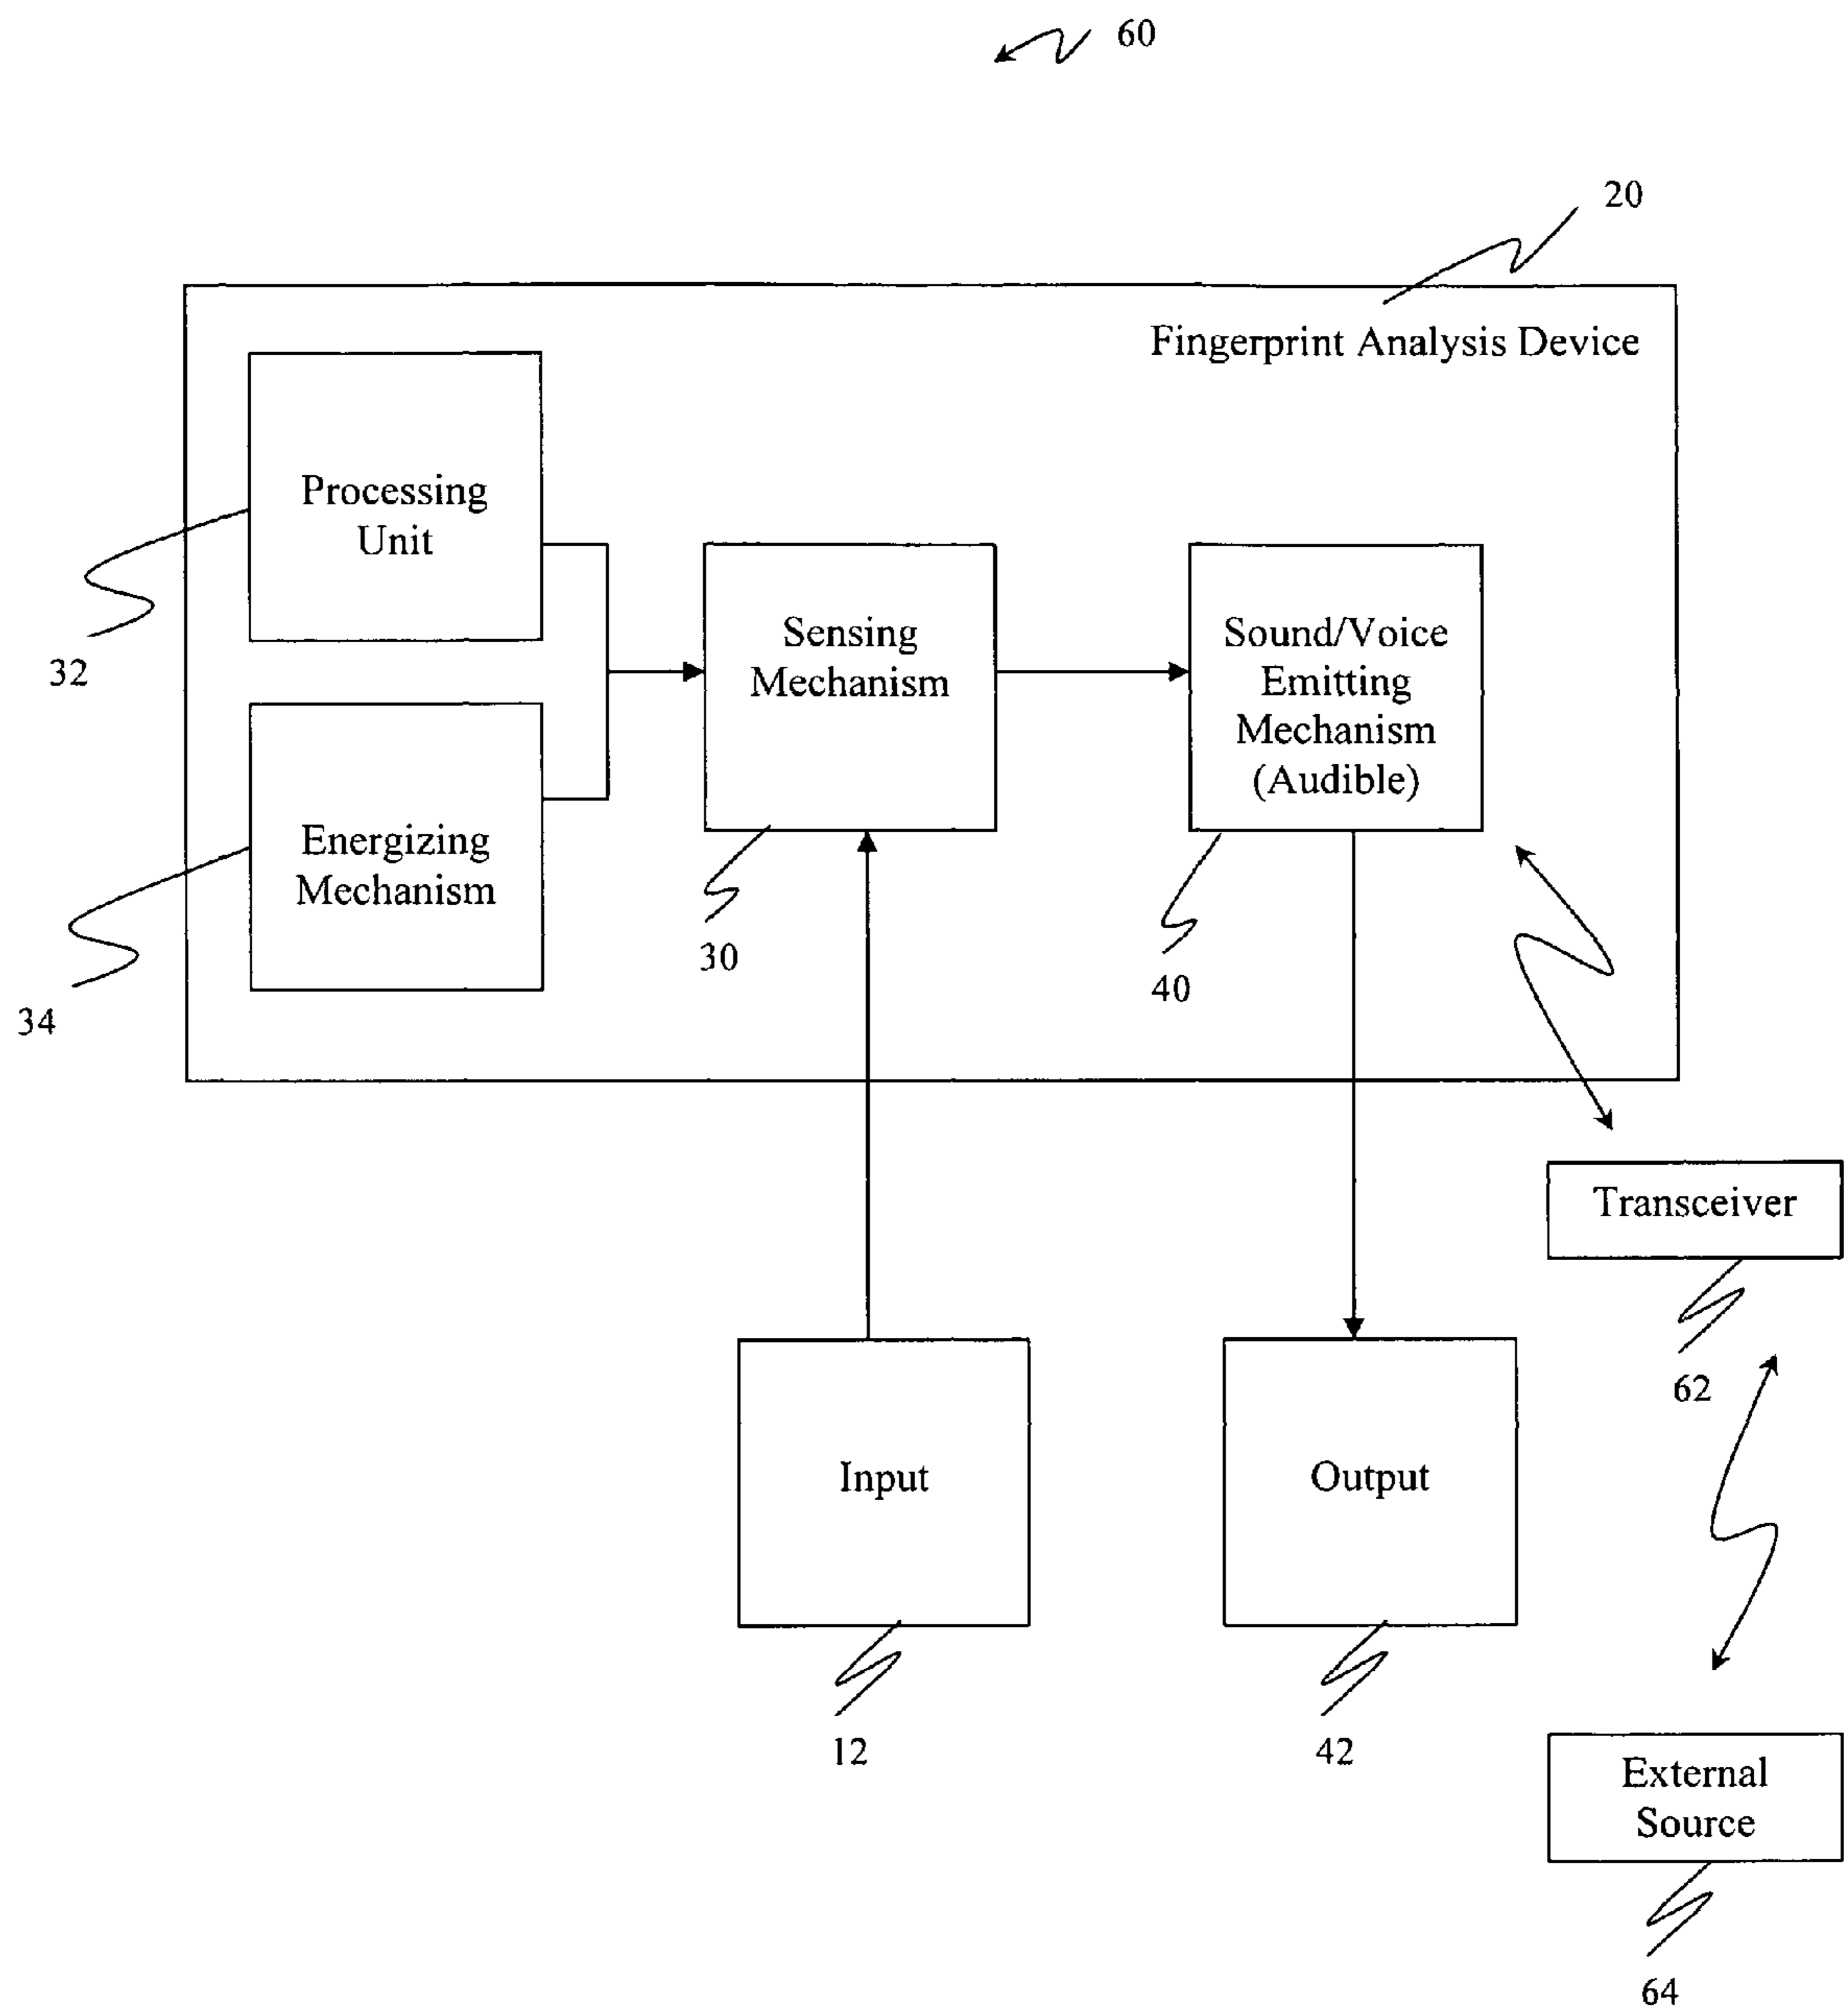 60
20
Fingerprint Analysis Device
Processing
Unit
32
Energizing
Mechanism
34
Sensing
Mechanism
30
Sound/Voice
Emitting
Mechanism
(Audible)
40
Transceiver
62
Input
12
Output
42
External
Source
64